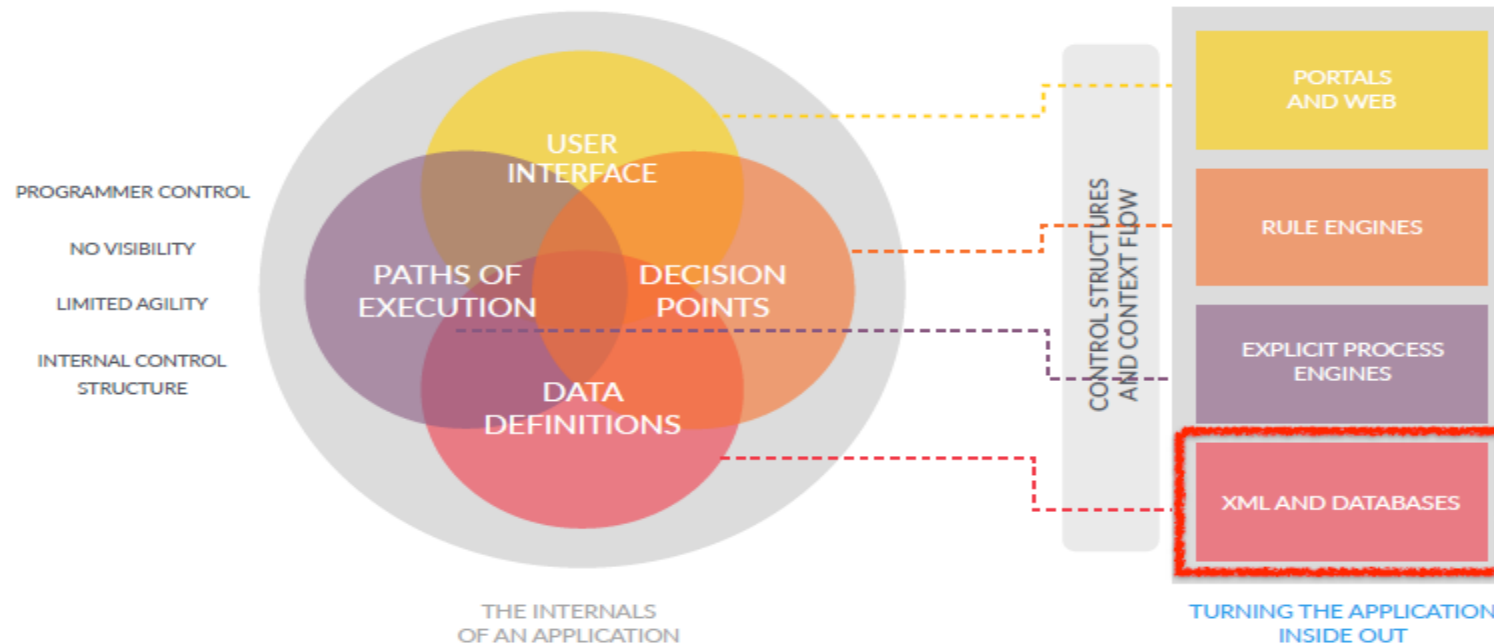 PROGRAMMER CONTROL
NO VISIBILITY
LIMITED AGILITY
INTERNAL CONTROL
STRUCTURE
USER
INTERFACE
PATHS OF
EXECUTION
DECISION
POINTS
DATA
DEFINITIONS
THE INTERNALS
OF AN APPLICATION
CONTROL STRUCTURES
AND CONTEXT FLOW
PORTALS
AND WEB
RULE ENGINES
EXPLICIT PROCESS
ENGINES
XML AND DATABASES
TURNING THE APPLICATION
INSIDE OUT